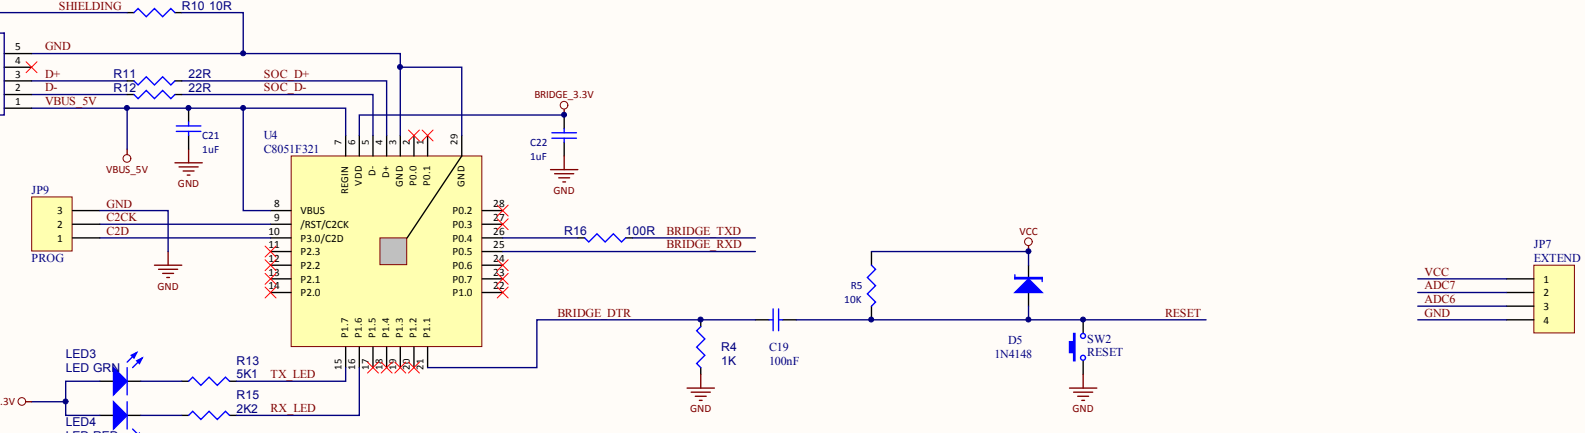 SHIELDING R10 10R
5 GND
4
3 D+ R11 22R SOC_D+
2 D- R12 22R SOC_D-
1 VBUS_5V
BRIDGE_3.3V
C21
1uF
C22
1uF
VBUS_5V
GND
GND
U4
C8051F321
7 6 5 4 3 2 1 29
REGIN VDD D- D+ GND P0.0 P0.1 GND
JP9
3 GND
2 C2CK
1 C2D
PROG
GND
8 VBUS
9 /RST/C2CK
10 P3.0/C2D
11 P2.3
12 P2.2
13 P2.1
14 P2.0
P0.2 28
P0.3 27
P0.4 26
P0.5 25
P0.6 24
P0.7 23
P1.0 22
R16 100R BRIDGE_TXD
BRIDGE_RXD
P1.7 P1.6 P1.5 P1.4 P1.3 P1.2 P1.1
15 16 17 18 19 20 21
BRIDGE_DTR
R4
1K
GND
C19
100nF
R5
10K
VCC
D5
1N4148
SW2
RESET
GND
RESET
JP7
EXTEND
VCC 1
ADC7 2
ADC6 3
GND 4
LED3
LED GRN
R13
5K1 TX_LED
.3V
R15
2K2 RX_LED
LED4
LED RED